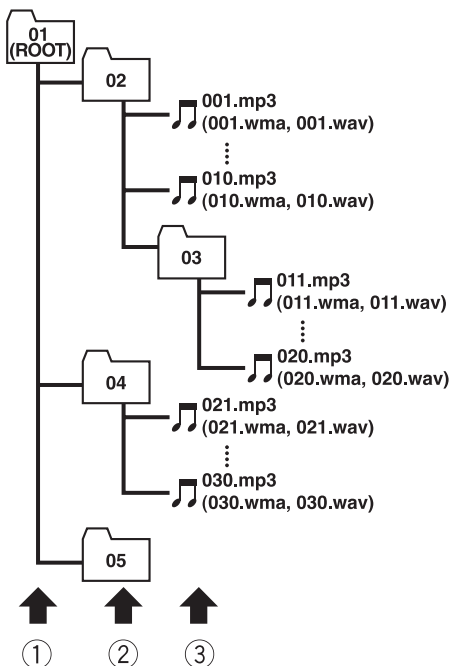 01
(ROOT)
02
001.mp3
(001.wma, 001.wav)
010.mp3
(010.wma, 010.wav)
03
011.mp3
(011.wma, 011.wav)
020.mp3
(020.wma, 020.wav)
04
021.mp3
(021.wma, 021.wav)
030.mp3
(030.wma, 030.wav)
05
① ② ③